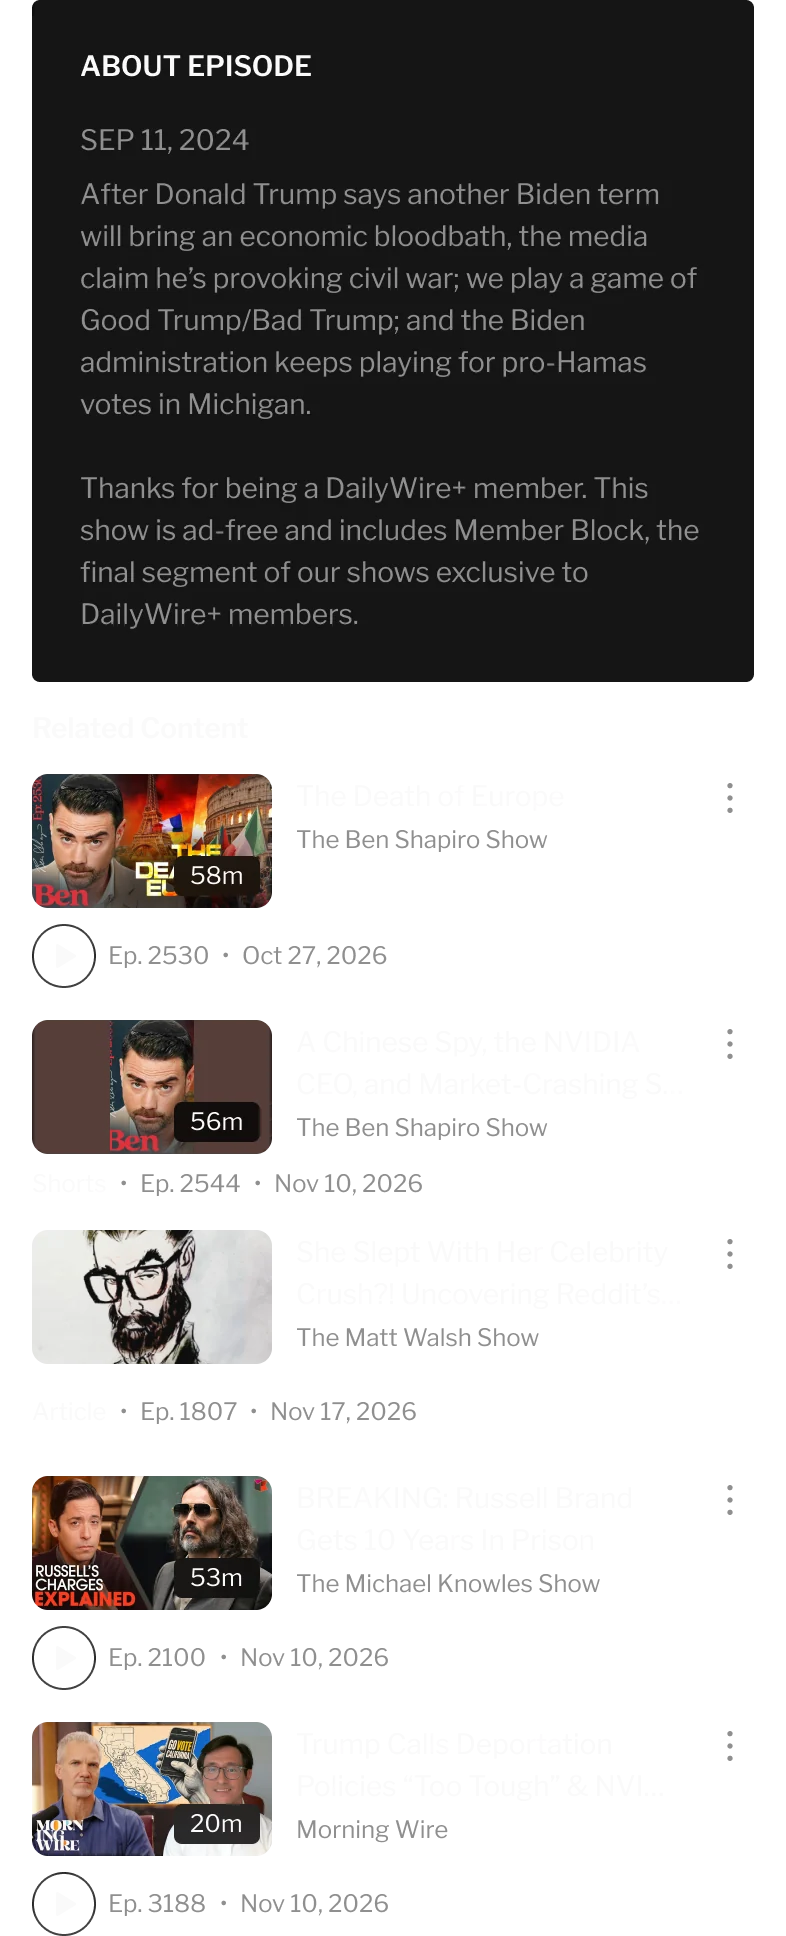 ABOUT EPISODE
SEP 11, 2024
After Donald Trump says another Biden term
will bring an economic bloodbath, the media
claim he’s provoking civil war; we play a game of
Good Trump/Bad Trump; and the Biden
administration keeps playing for pro-Hamas
votes in Michigan.
Thanks for being a DailyWire+ member. This
show is ad-free and includes Member Block, the
final segment of our shows exclusive to
DailyWire+ members.
Related Content
Ben
THE
58m
The Death of Europe
The Ben Shapiro Show
Ep. 2530 • Oct 27, 2026
Ben
56m
A Chinese Spy, the NVIDIA
CEO, and Market-Crashing S...
The Ben Shapiro Show
Shorts • Ep. 2544 • Nov 10, 2026
She Slept With Her Celebrity
Crush?! Uncovering Reddit’s...
The Matt Walsh Show
Article • Ep. 1807 • Nov 17, 2026
RUSSELL'S
CHARGES
EXPLAINED
53m
BREAKING: Russell Brand
Gets 10 Years In Prison
The Michael Knowles Show
Ep. 2100 • Nov 10, 2026
GO VOTE
CALIFORNIA
MORN
ING
WIRE
20m
Trump Calls Deportation
Policies “Too Tough” & NVI...
Morning Wire
Ep. 3188 • Nov 10, 2026